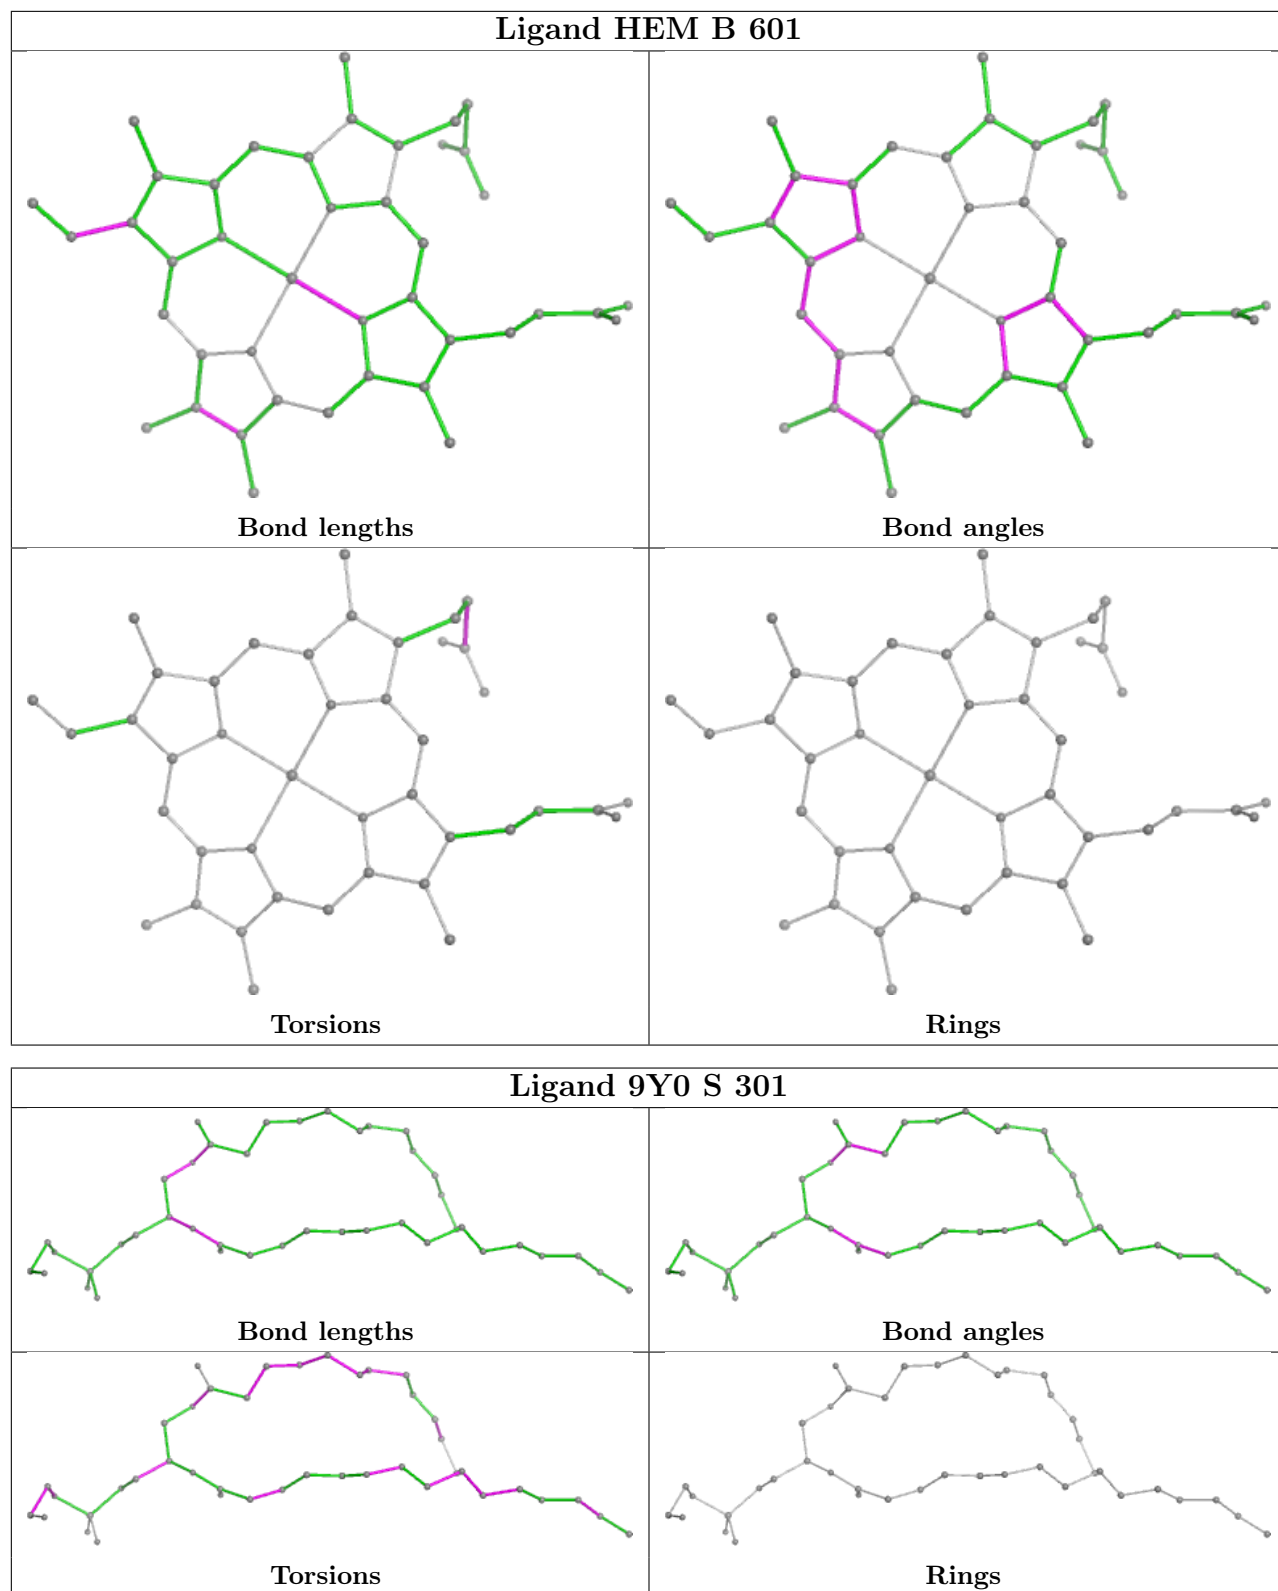 Ligand HEM B 601
Bond lengths
Bond angles
Torsions
Rings
Ligand 9Y0 S 301
Bond lengths
Bond angles
Torsions
Rings